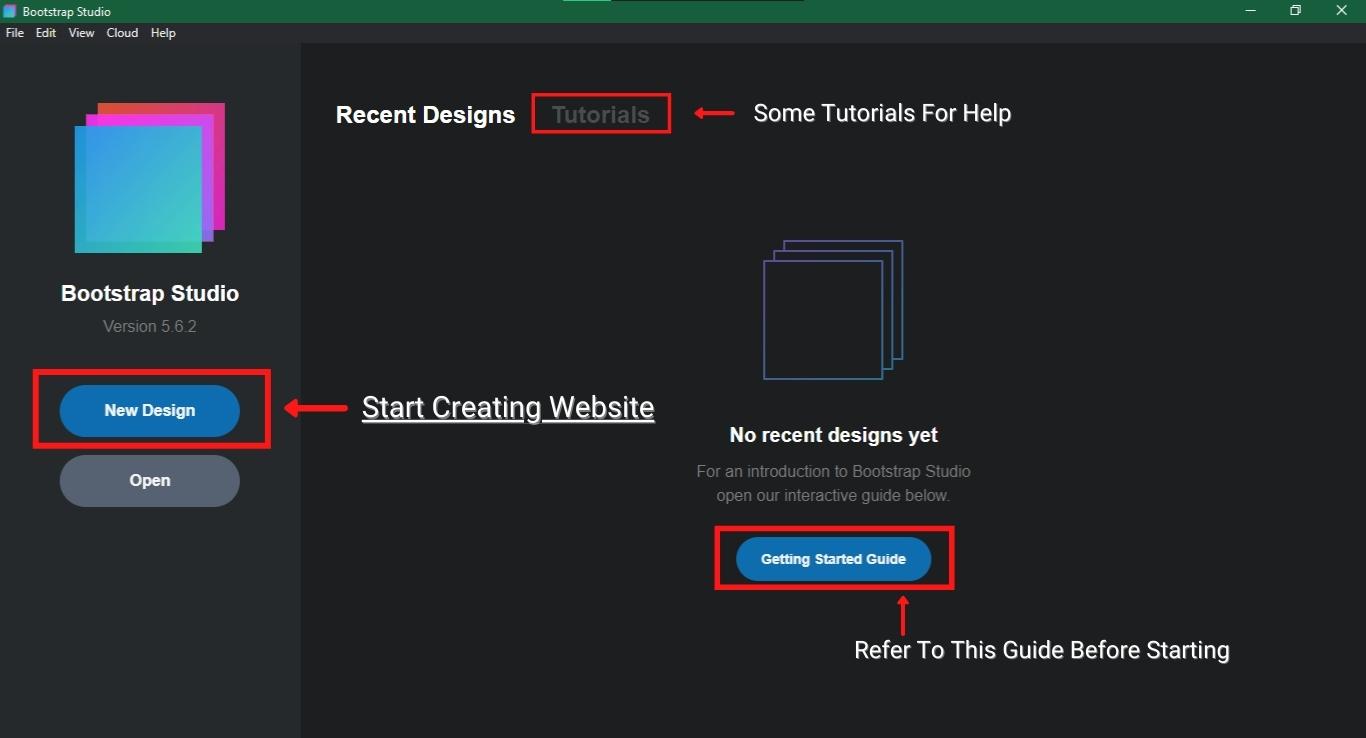 Bootstrap Studio
File Edit View Cloud Help
Recent Designs Tutorials Some Tutorials For Help
Bootstrap Studio
Version 5.6.2
New Design
Start Creating Website
Open
No recent designs yet
For an introduction to Bootstrap Studio
open our interactive guide below.
Getting Started Guide
Refer To This Guide Before Starting